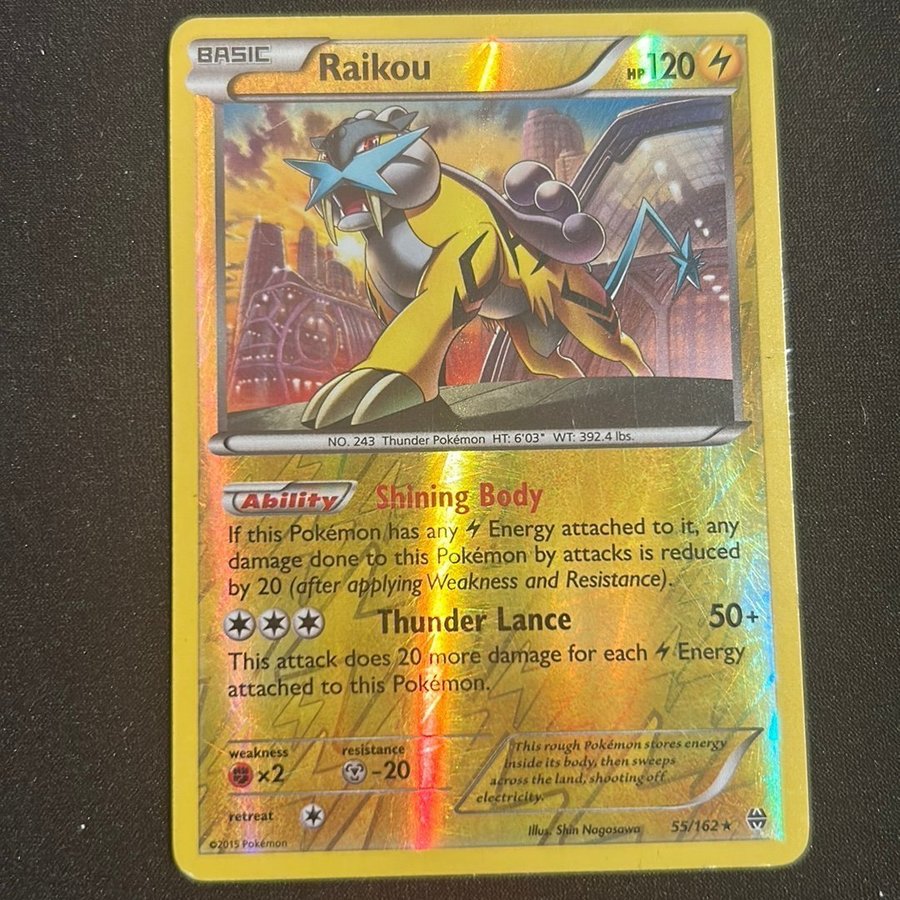 BASIC Raikou HP120
NO. 243 Thunder Pokémon HT: 6'03" WT: 392.4 lbs.
Ability Shining Body
If this Pokémon has any Energy attached to it, any
damage done to this Pokémon by attacks is reduced
by 20 (after applying Weakness and Resistance).
Thunder Lance 50+
This attack does 20 more damage for each Energy
attached to this Pokémon.
weakness resistance
×2 -20
This rough Pokémon stores energy
inside its body, then sweeps
across the land, shooting off
electricity.
retreat
Illus. Shin Nagasawa 55/162★
©2015 Pokémon